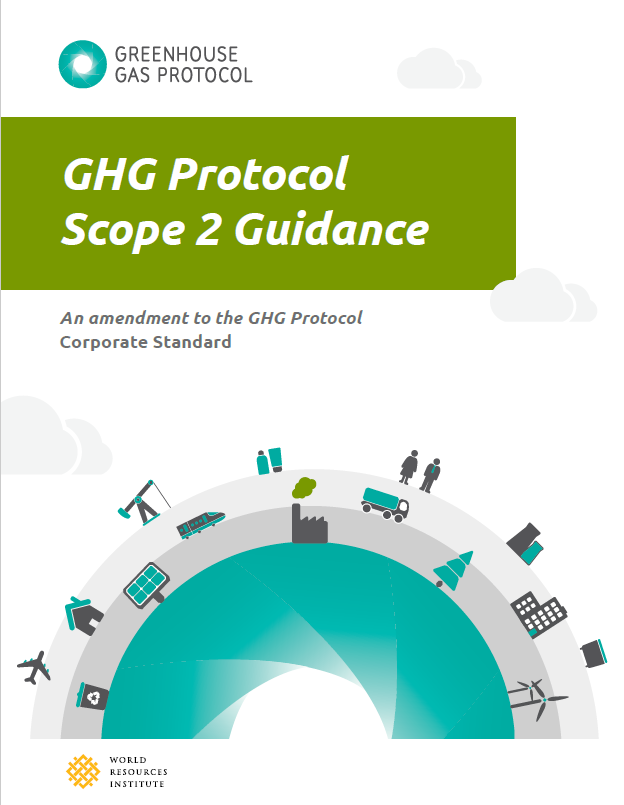 GREENHOUSE
GAS PROTOCOL
GHG Protocol
Scope 2 Guidance
An amendment to the GHG Protocol
Corporate Standard
WORLD
RESOURCES
INSTITUTE